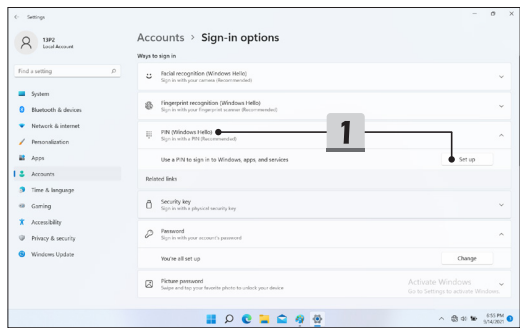 Settings
13P2
Local Account
Find a setting
System
Bluetooth & devices
Network & internet
Personalization
Apps
Accounts
Time & language
Gaming
Accessibility
Privacy & security
Windows Update
Accounts > Sign-in options
Ways to sign in
Facial recognition (Windows Hello)
Sign in with your camera (Recommended)
Fingerprint recognition (Windows Hello)
Sign in with your fingerprint scanner (Recommended)
PIN (Windows Hello)
Sign in with a PIN (Recommended)
1
Use a PIN to sign in to Windows, apps, and services
Set up
Related links
Security key
Sign in with a physical security key
Password
Sign in with your account's password
You're all set up
Change
Picture password
Swipe and tap your favorite photo to unlock your device
Activate Windows
Go to Settings to activate Windows.
6:55 PM
9/14/2021